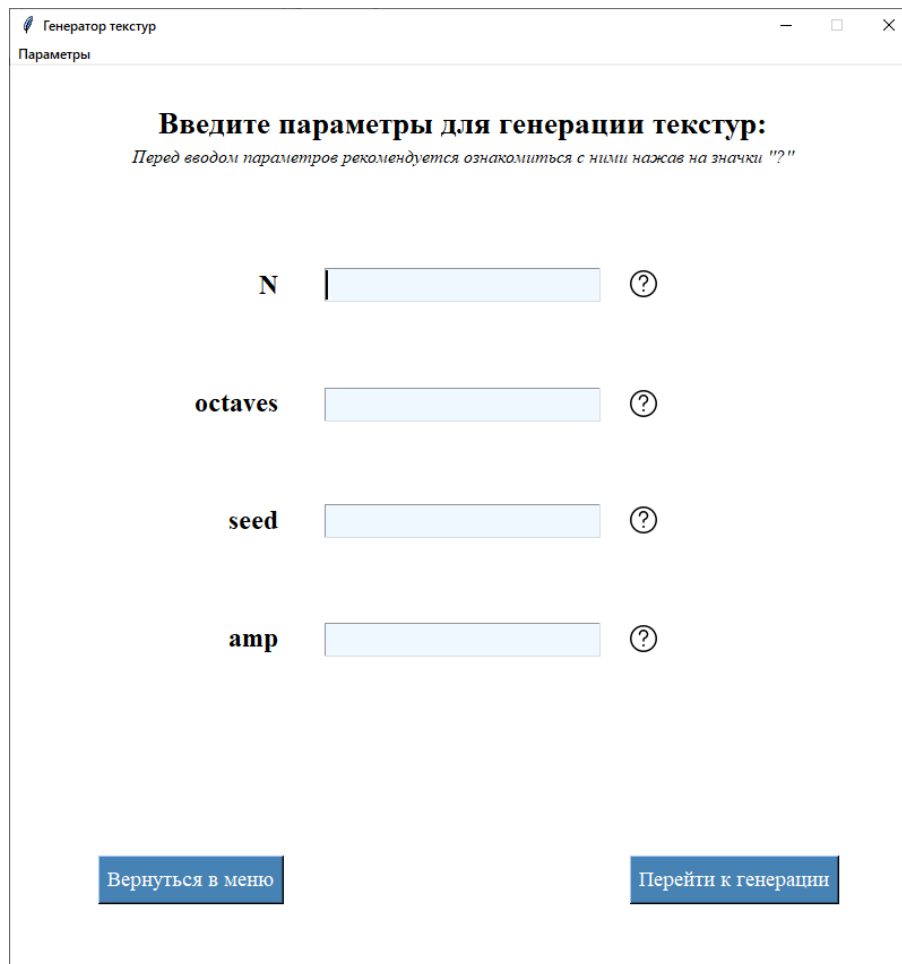 Генератор текстур
Параметры
Введите параметры для генерации текстур:
Перед вводом параметров рекомендуется ознакомиться с ними нажав на значки "?"
N ?
octaves ?
seed ?
amp ?
Вернуться в меню Перейти к генерации